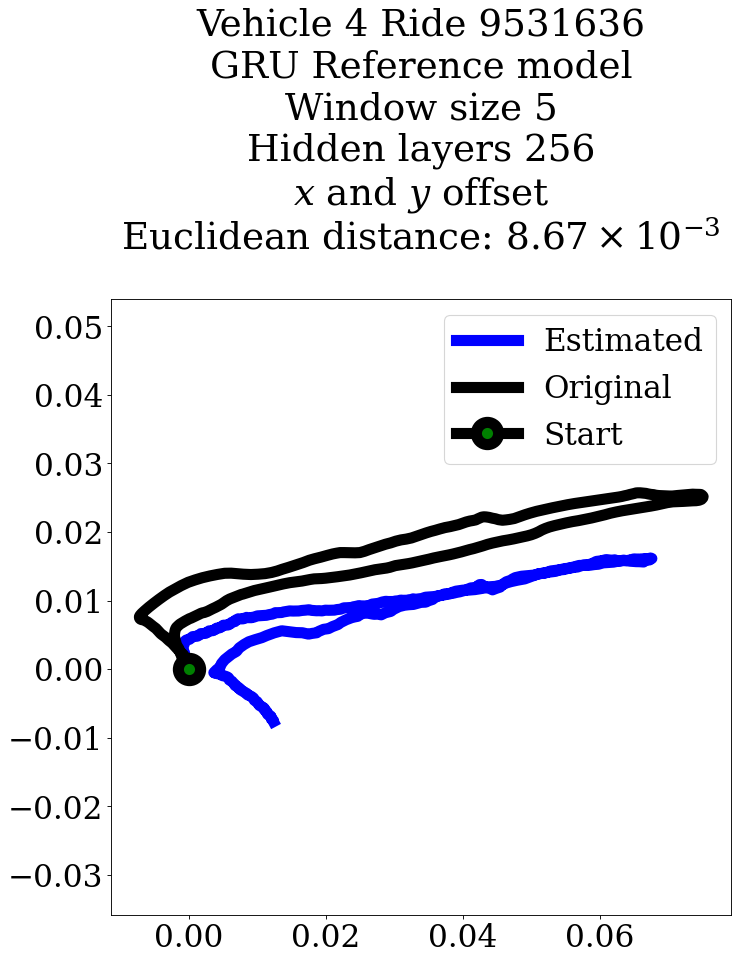 Vehicle 4 Ride 9531636
GRU Reference model
Window size 5
Hidden layers 256
x and y offset
Euclidean distance: 8.67 × 10⁻³
Estimated
Original
Start
0.05
0.04
0.03
0.02
0.01
0.00
−0.01
−0.02
−0.03
0.00 0.02 0.04 0.06